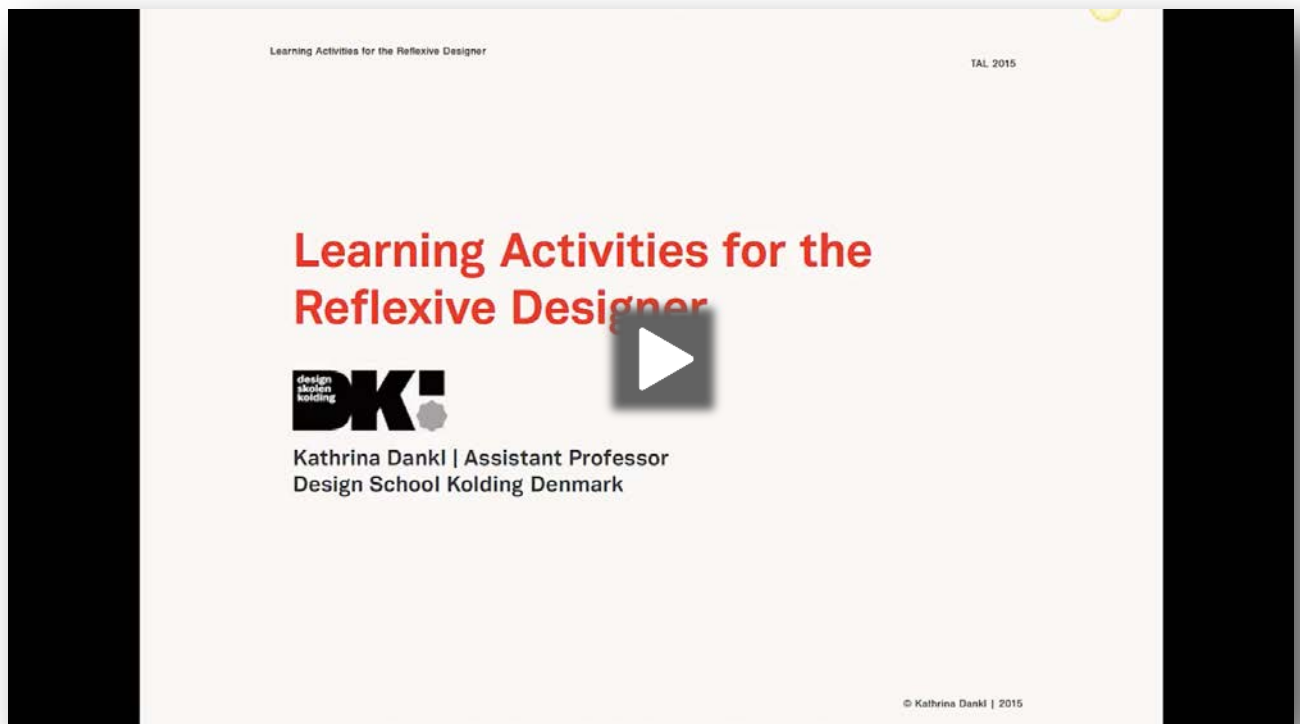 Learning Activities for the Reflexive Designer
TAL 2015
Learning Activities for the
Reflexive Designer
design
skolen
kolding
DK:
Kathrina Dankl | Assistant Professor
Design School Kolding Denmark
© Kathrina Dankl | 2015